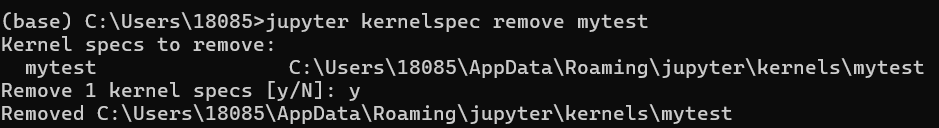 (base) C:\Users\18085>jupyter kernelspec remove mytest
Kernel specs to remove:
  mytest                C:\Users\18085\AppData\Roaming\jupyter\kernels\mytest
Remove 1 kernel specs [y/N]: y
Removed C:\Users\18085\AppData\Roaming\jupyter\kernels\mytest